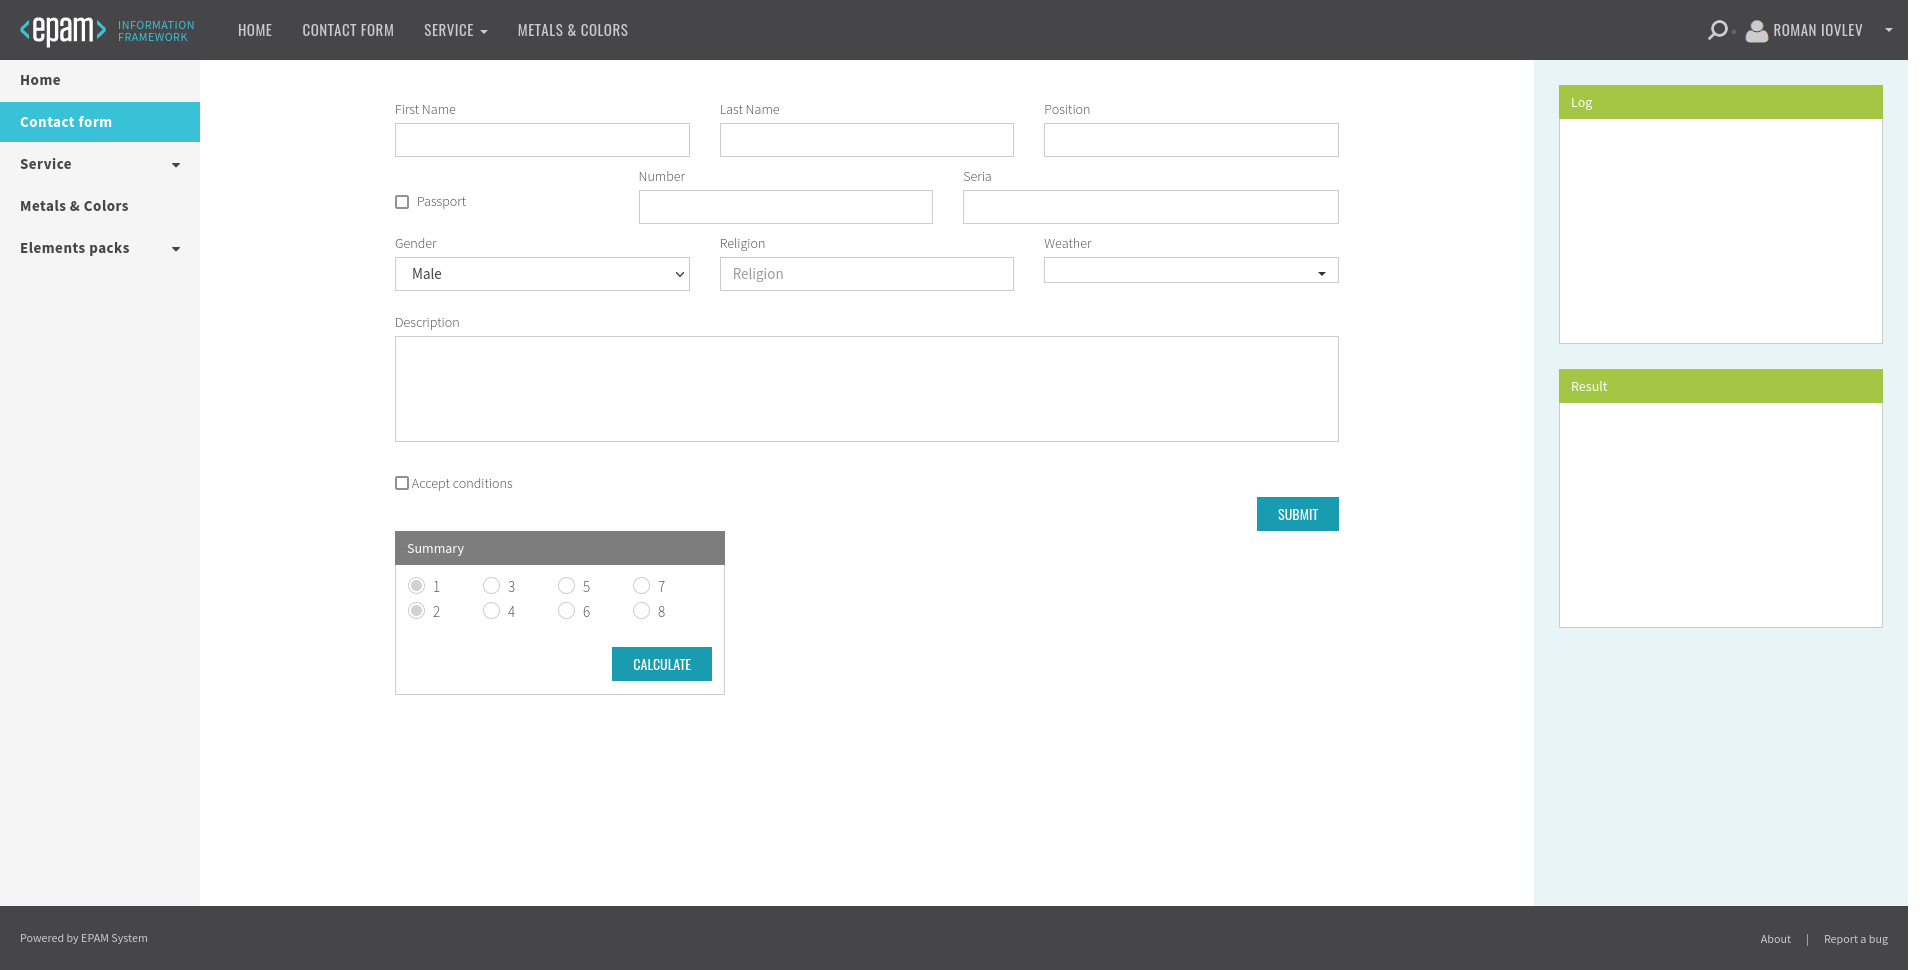 <epam>
INFORMATION
FRAMEWORK
HOME
CONTACT FORM
SERVICE
METALS & COLORS
ROMAN IOVLEV
Home
Contact form
Service
Metals & Colors
Elements packs
First Name
Last Name
Position
Passport
Number
Seria
Gender
Religion
Weather
Male
Religion
Description
Accept conditions
SUBMIT
Summary
1
3
5
7
2
4
6
8
CALCULATE
Log
Result
Powered by EPAM System
About | Report a bug